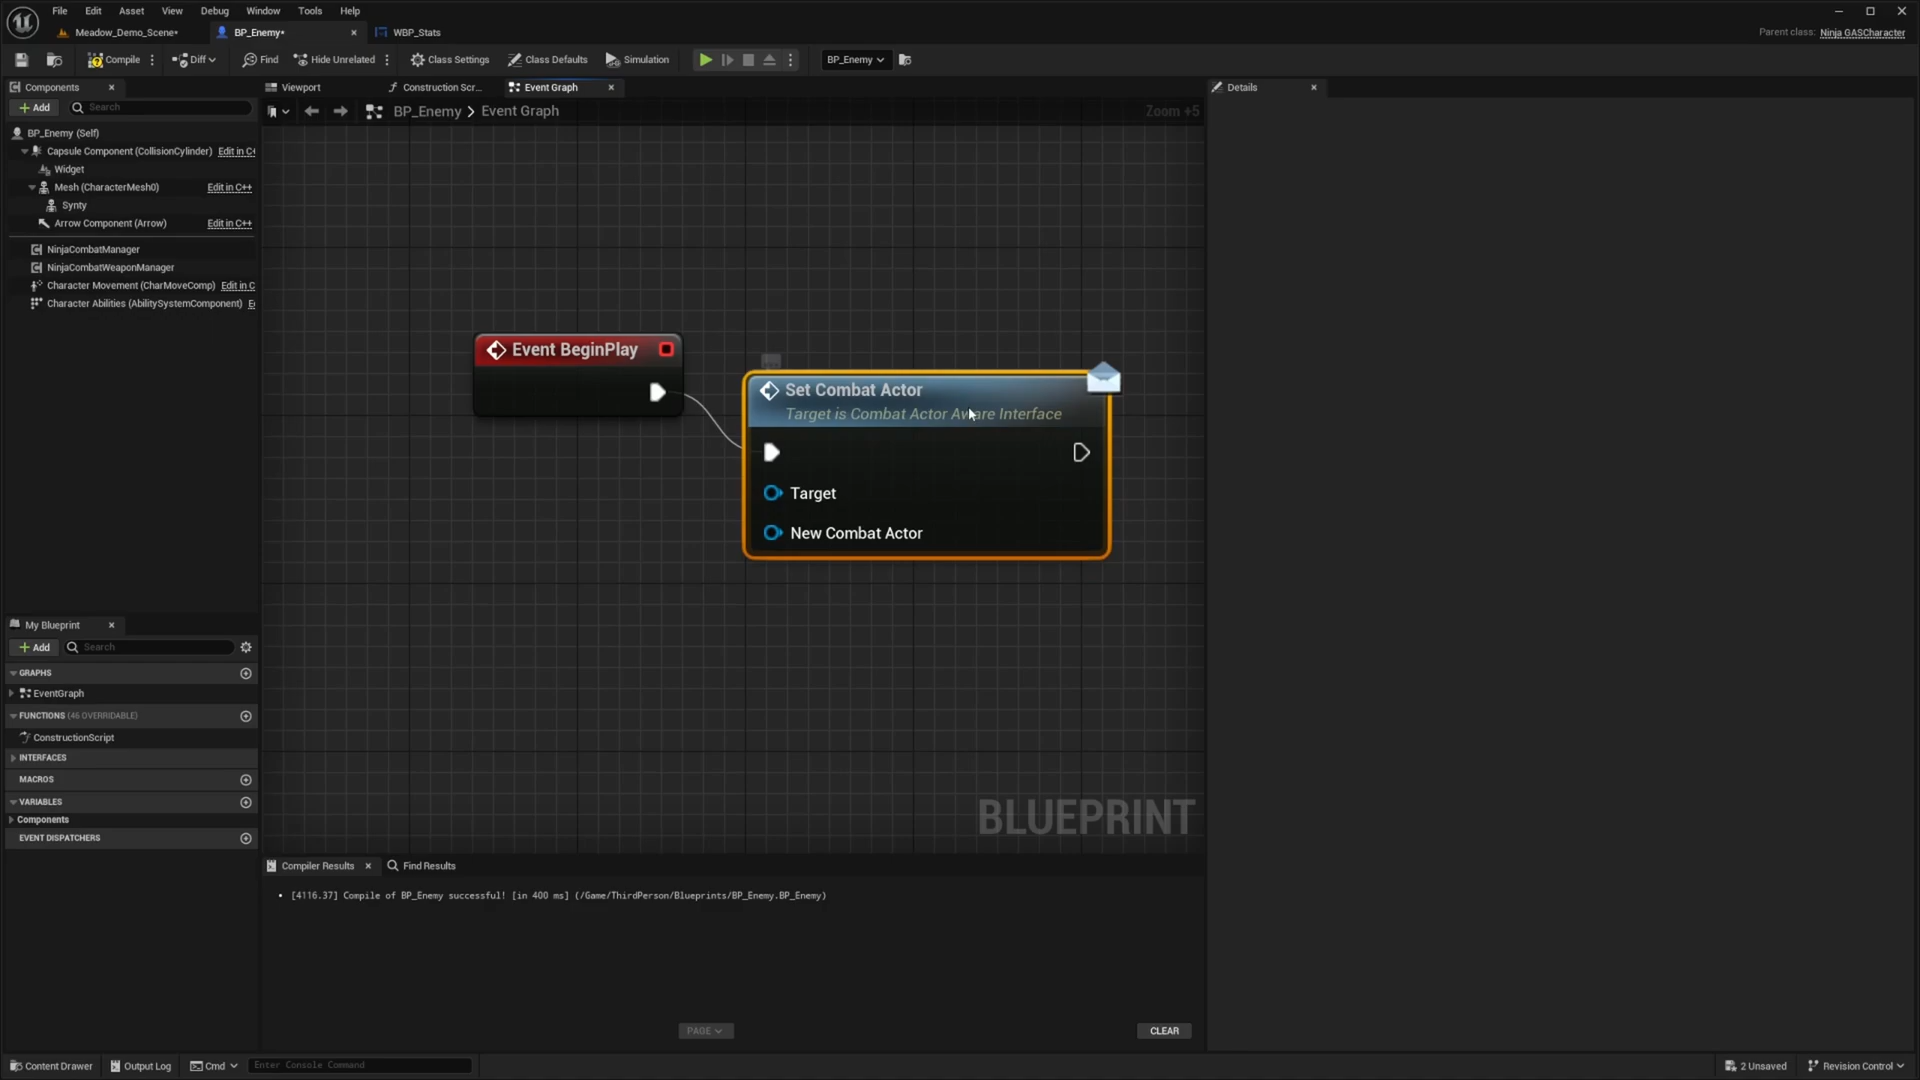 File Edit Asset View Debug Window Tools Help
Meadow_Demo_Scene* BP_Enemy* WBP_Stats
Parent class: Ninja GASCharacter
Compile Diff Find Hide Unrelated Class Settings Class Defaults Simulation BP_Enemy
Components
Add Search
BP_Enemy (Self)
Capsule Component (CollisionCylinder) Edit in C+
Widget
Mesh (CharacterMesh0) Edit in C++
Synty
Arrow Component (Arrow) Edit in C++
NinjaCombatManager
NinjaCombatWeaponManager
Character Movement (CharMoveComp) Edit in C
Character Abilities (AbilitySystemComponent) E
My Blueprint
Add Search
GRAPHS
EventGraph
FUNCTIONS (46 OVERRIDABLE)
ConstructionScript
INTERFACES
MACROS
VARIABLES
Components
EVENT DISPATCHERS
Viewport Construction Scr... Event Graph
BP_Enemy > Event Graph
Zoom +5
Event BeginPlay
Set Combat Actor
Target is Combat Actor Aware Interface
Target
New Combat Actor
BLUEPRINT
Compiler Results Find Results
• [4116.37] Compile of BP_Enemy successful! [in 400 ms] (/Game/ThirdPerson/Blueprints/BP_Enemy.BP_Enemy)
PAGE
CLEAR
Details
Content Drawer Output Log Cmd Enter Console Command
2 Unsaved Revision Control